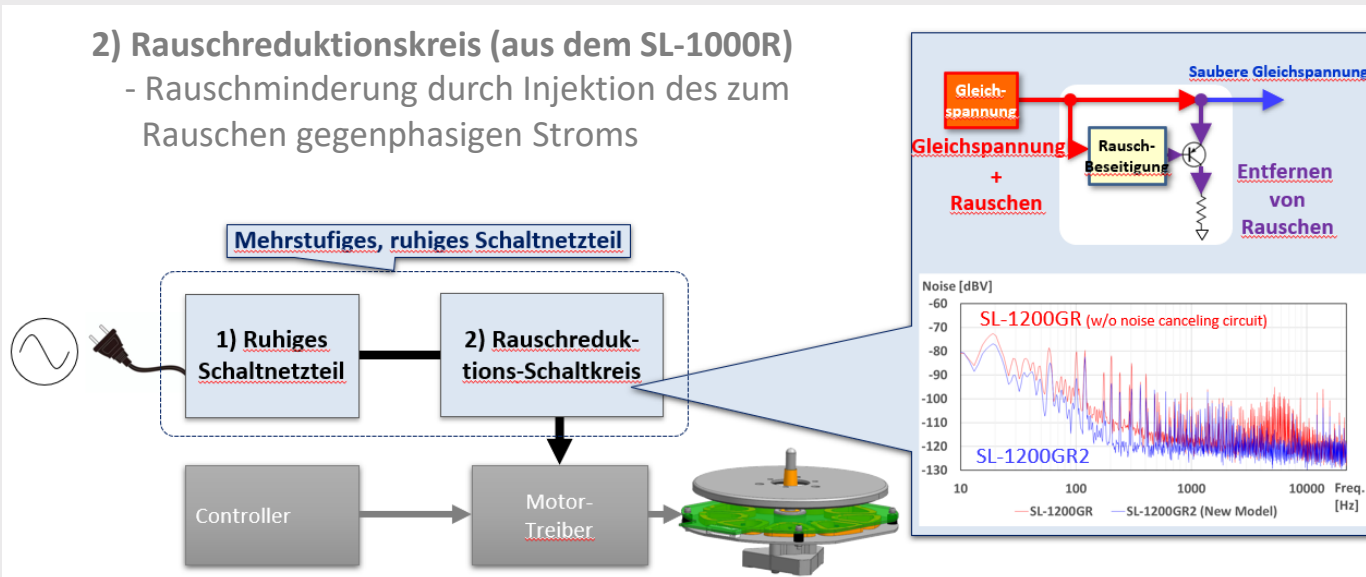 2) Rauschreduktionskreis (aus dem SL-1000R)
- Rauschminderung durch Injektion des zum
Rauschen gegenphasigen Stroms
Mehrstufiges, ruhiges Schaltnetzteil
1) Ruhiges
Schaltnetzteil
2) Rauschreduk-
tions-Schaltkreis
Controller
Motor-
Treiber
Saubere Gleichspannung
Gleich-
spannung
Gleichspannung
+
Rauschen
Rausch-
Beseitigung
Entfernen
von
Rauschen
Noise [dBV]
-60
-70
-80
-90
-100
-110
-120
-130
SL-1200GR (w/o noise canceling circuit)
SL-1200GR2
10 100 1000 10000 Freq.
[Hz]
SL-1200GR SL-1200GR2 (New Model)